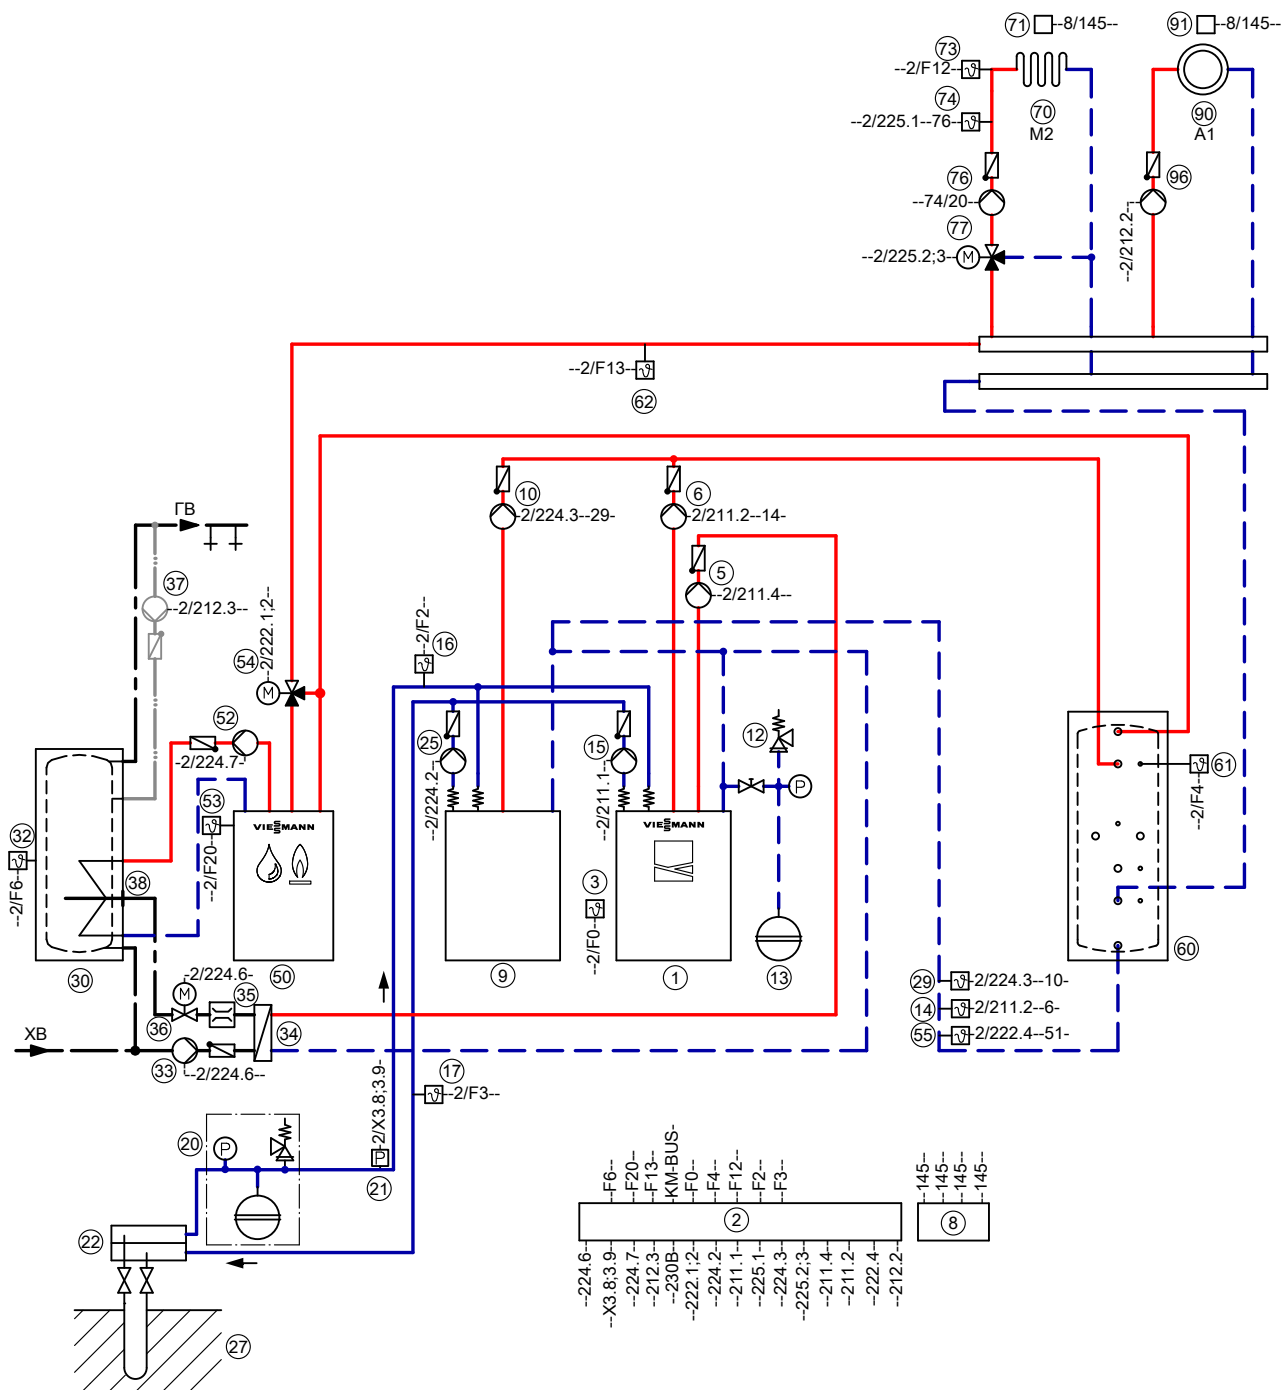 71 --8/145--
91 --8/145--
73
--2/F12--
74
--2/225.1--76--
70
M2
90
A1
76
--74/20--
96
--2/212.2--
77
--2/225.2;3-- M
--2/F13--
62
10
-2/224.3--29-
6
-2/211.2--14-
5
--2/211.4--
ГВ
37
--2/212.3--
54
M
-2/222.1;2--
--2/F2--
16
52
-2/224.7-
25
--2/224.2--
15
--2/211.1--
12
P
53
--2/F20--
VIESMANN
VIESMANN
61
--2/F4--
32
--2/F6--
38
3
--2/F0--
30
50
9
1
13
60
-2/224.6-
M
35
36
34
29 -2/224.3--10-
14 -2/211.2--6-
55 -2/222.4--51-
ХВ
33
--2/224.6--
17
--2/F3--
-2/X3.8;3.9-
P
21
20
P
22
27
--F6--
--F20--
--F13--
-KM-BUS-
--F0--
--F4--
--F12--
--F2--
--F3--
2
--224.6--
--X3.8;3.9--
--224.7--
--212.3--
--230B--
--222.1;2--
--224.2--
--211.1--
--225.1--
--224.3--
--225.2;3--
--211.4--
--211.2--
--222.4--
--212.2--
--145--
--145--
--145--
--145--
8